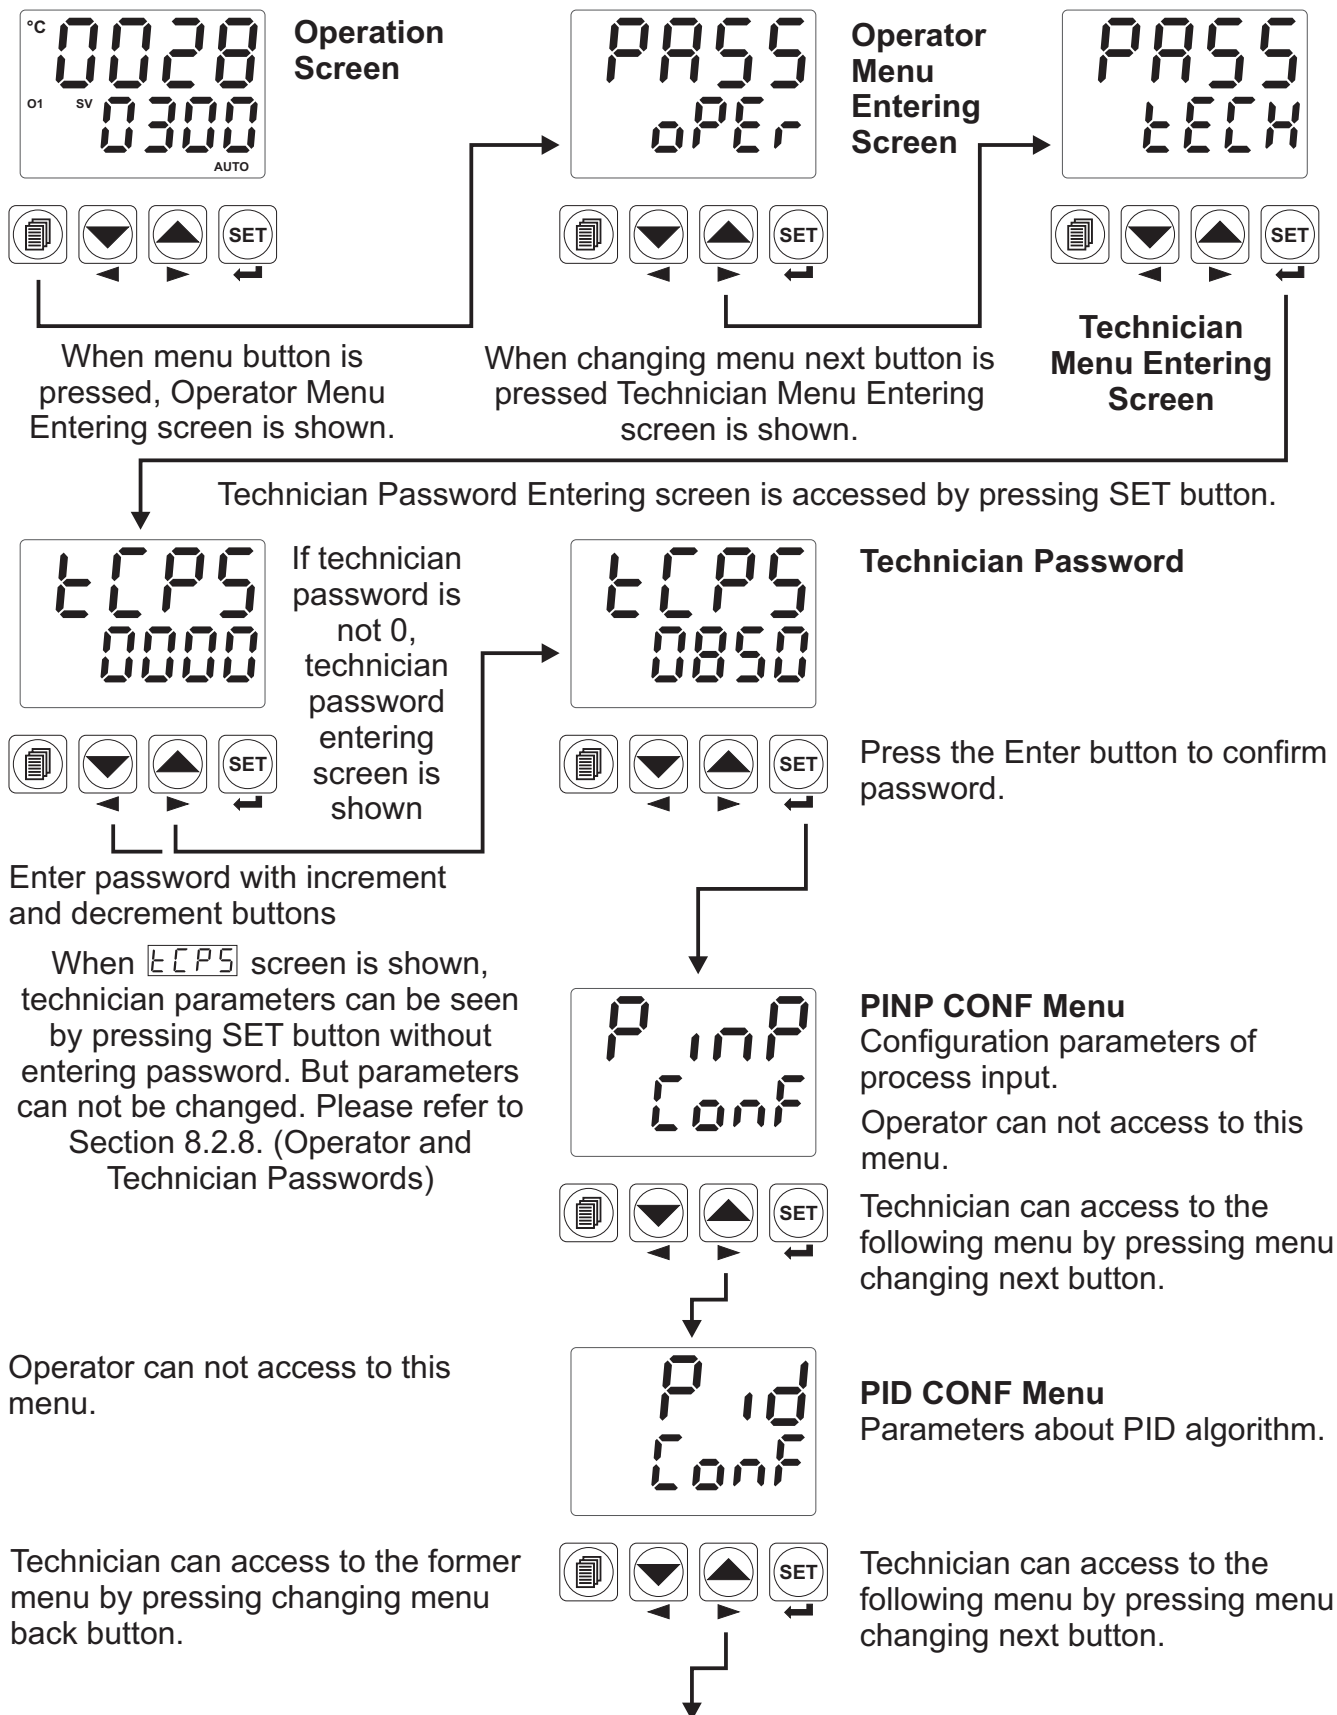 °C 0028
O1 SV 0300
AUTO
Operation
Screen
PASS
oPEr
Operator
Menu
Entering
Screen
PASS
tECH
SET
SET
SET
When menu button is
pressed, Operator Menu
Entering screen is shown.
When changing menu next button is
pressed Technician Menu Entering
screen is shown.
Technician
Menu Entering
Screen
Technician Password Entering screen is accessed by pressing SET button.
tCPS
0000
If technician
password is
not 0,
technician
password
entering
screen is
shown
tCPS
0850
Technician Password
SET
SET
Press the Enter button to confirm
password.
Enter password with increment
and decrement buttons
When tCPS screen is shown,
technician parameters can be seen
by pressing SET button without
entering password. But parameters
can not be changed. Please refer to
Section 8.2.8. (Operator and
Technician Passwords)
PinP
ConF
PINP CONF Menu
Configuration parameters of
process input.
Operator can not access to this
menu.
SET
Technician can access to the
following menu by pressing menu
changing next button.
Operator can not access to this
menu.
Pid
ConF
PID CONF Menu
Parameters about PID algorithm.
Technician can access to the former
menu by pressing changing menu
back button.
SET
Technician can access to the
following menu by pressing menu
changing next button.